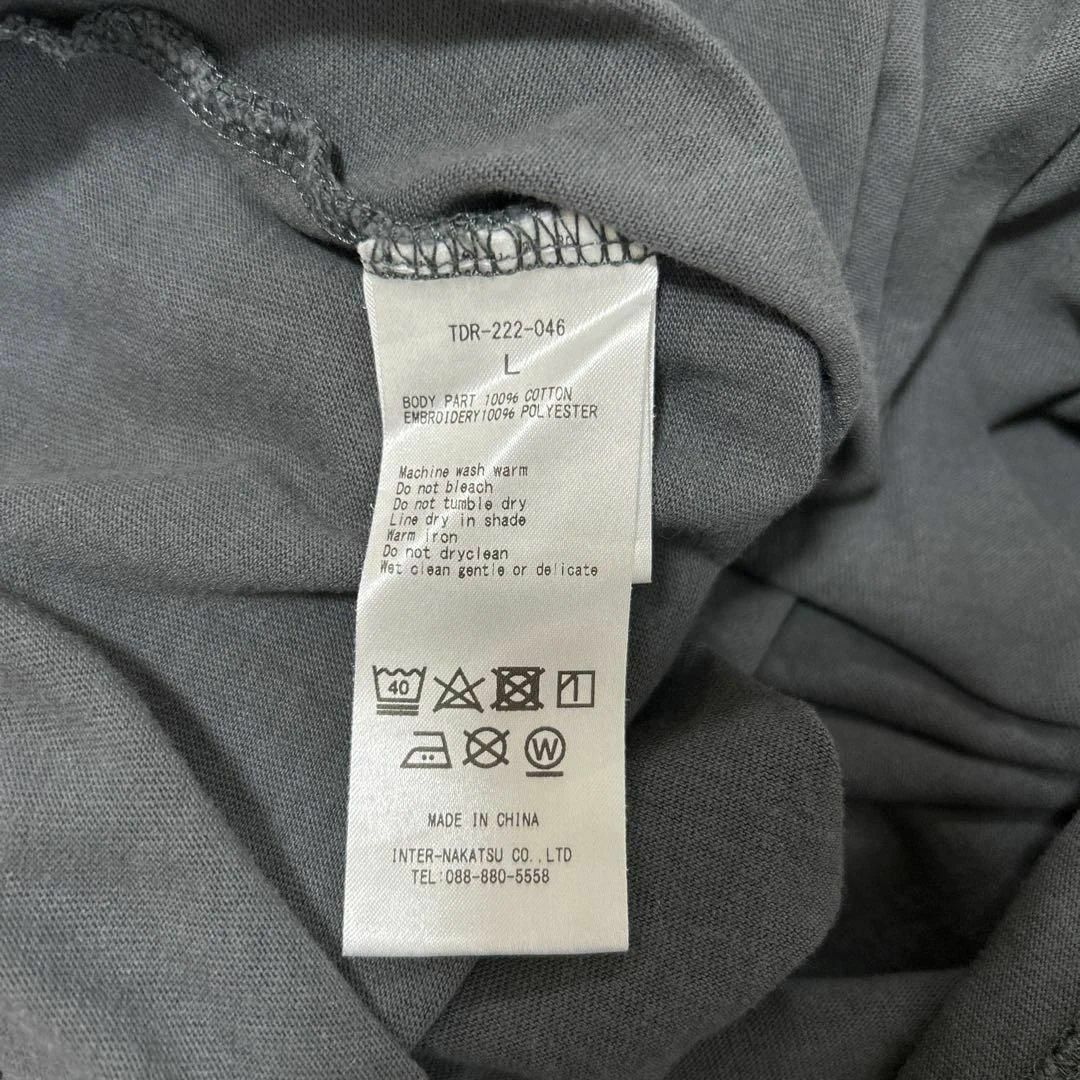 TDR-222-046
L
BODY PART 100% COTTON
EMBROIDERY100% POLYESTER
Machine wash warm
Do not bleach
Do not tumble dry
Line dry in shade
Warm iron
Do not dryclean
Wet clean gentle or delicate
40
W
MADE IN CHINA
INTER-NAKATSU CO.,LTD
TEL:088-880-5558